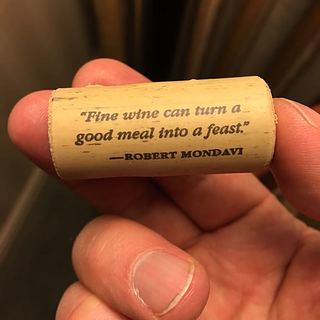 “Fine wine can turn a
good meal into a feast.”
—ROBERT MONDAVI